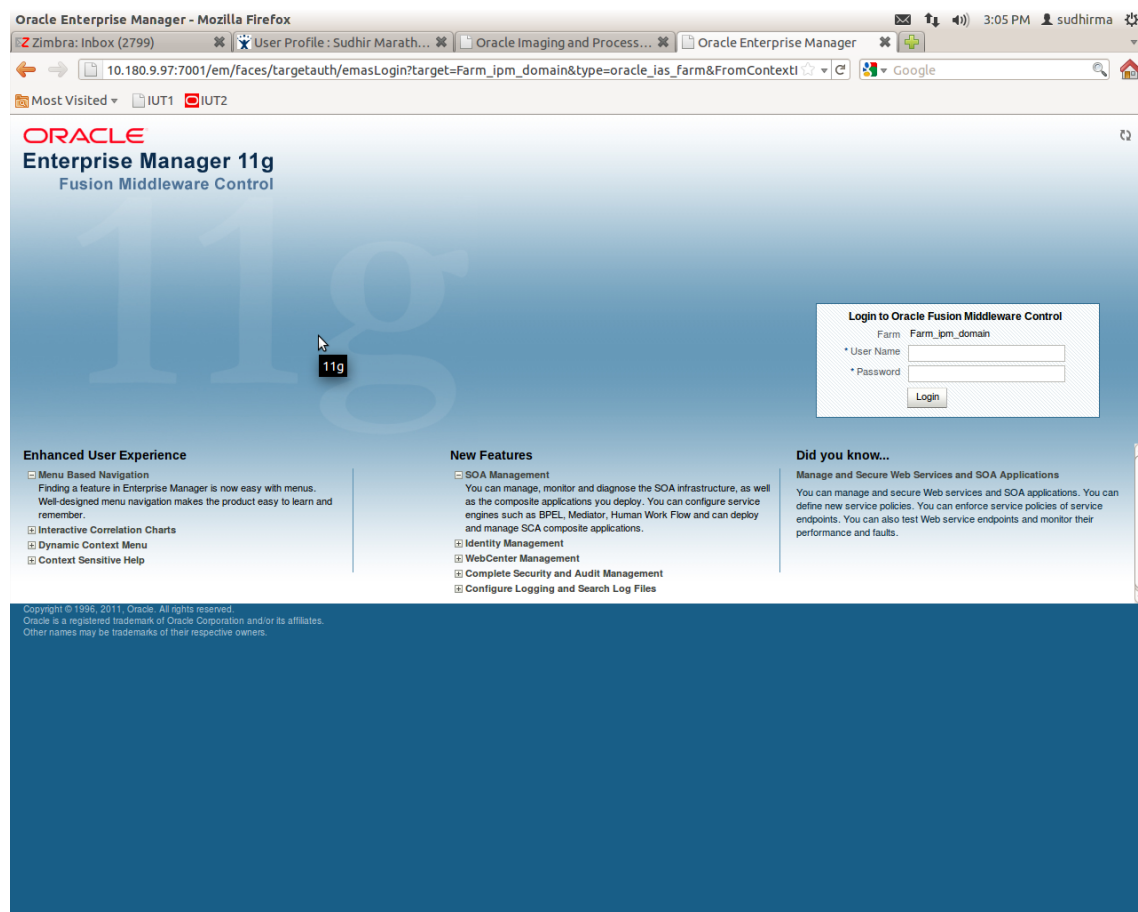 Oracle Enterprise Manager - Mozilla Firefox
3:05 PM sudhirma
Zimbra: Inbox (2799)
User Profile : Sudhir Marath...
Oracle Imaging and Process...
Oracle Enterprise Manager
10.180.9.97:7001/em/faces/targetauth/emasLogin?target=Farm_ipm_domain&type=oracle_ias_farm&FromContextI
Google
Most Visited
IUT1
IUT2
ORACLE
Enterprise Manager 11g
Fusion Middleware Control
11g
11g
Login to Oracle Fusion Middleware Control
Farm Farm_ipm_domain
* User Name
* Password
Login
Enhanced User Experience
Menu Based Navigation
Finding a feature in Enterprise Manager is now easy with menus.
Well-designed menu navigation makes the product easy to learn and
remember.
Interactive Correlation Charts
Dynamic Context Menu
Context Sensitive Help
New Features
SOA Management
You can manage, monitor and diagnose the SOA infrastructure, as well
as the composite applications you deploy. You can configure service
engines such as BPEL, Mediator, Human Work Flow and can deploy
and manage SCA composite applications.
Identity Management
WebCenter Management
Complete Security and Audit Management
Configure Logging and Search Log Files
Did you know...
Manage and Secure Web Services and SOA Applications
You can manage and secure Web services and SOA applications. You can
define new service policies. You can enforce service policies of service
endpoints. You can also test Web service endpoints and monitor their
performance and faults.
Copyright © 1996, 2011, Oracle. All rights reserved.
Oracle is a registered trademark of Oracle Corporation and/or its affiliates.
Other names may be trademarks of their respective owners.